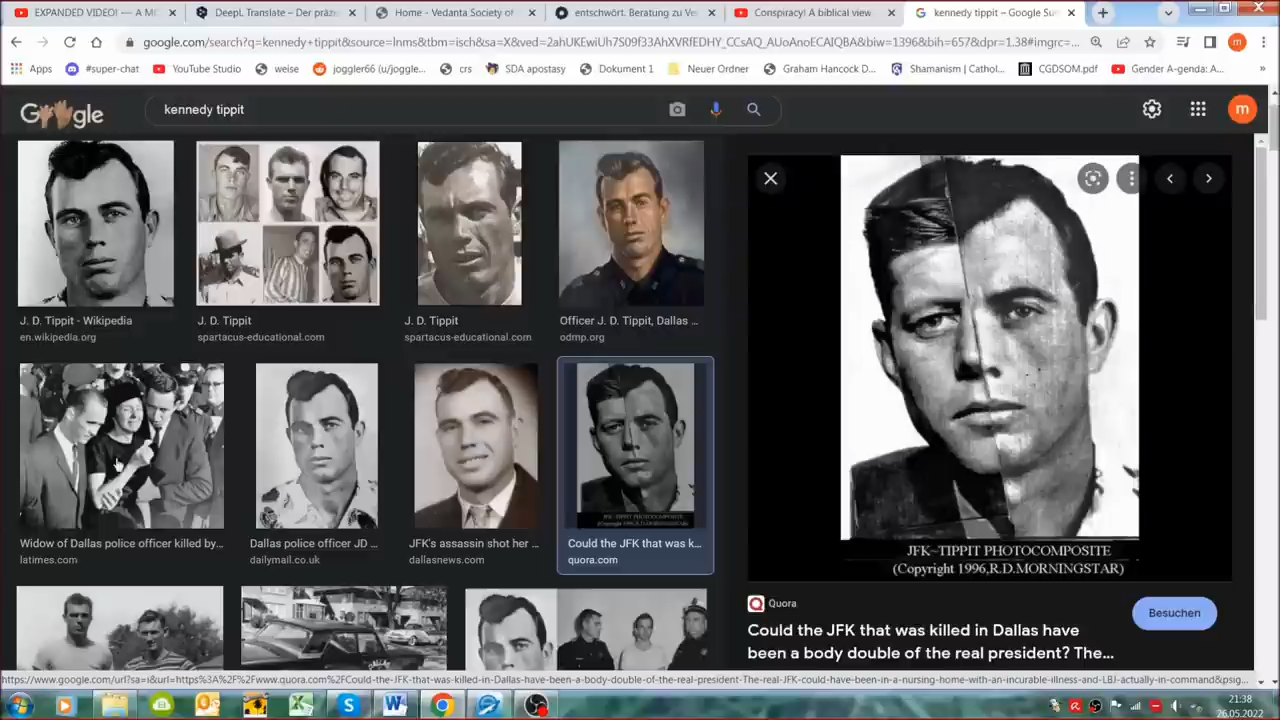 EXPANDED VIDEO! — A M
DeepL Translate – Der präz
Home - Vedanta Society of
entschwört. Beratung zu Ve
Conspiracy! A biblical view
kennedy tippit – Google Su
google.com/search?q=kennedy+tippit&source=lnms&tbm=isch&sa=X&ved=2ahUKEwiUh7S09f33AhXVRfEDHY_CCsAQ_AUoAnoECAIQBA&biw=1396&bih=657&dpr=1.38#imgrc=...
Apps
#super-chat
YouTube Studio
weise
joggler66 (u/joggle...
crs
SDA apostasy
Dokument 1
Neuer Ordner
Graham Hancock D...
Shamanism | Cathol...
CGDSOM.pdf
Gender A-genda: A...
Google
kennedy tippit
m
J. D. Tippit - Wikipedia
en.wikipedia.org
J. D. Tippit
spartacus-educational.com
J. D. Tippit
spartacus-educational.com
Officer J. D. Tippit, Dallas ...
odmp.org
Widow of Dallas police officer killed by...
latimes.com
Dallas police officer JD ...
dailymail.co.uk
JFK's assassin shot her ...
dallasnews.com
Could the JFK that was k...
quora.com
JFK~TIPPIT PHOTOCOMPOSITE
(Copyright 1996,R.D.MORNINGSTAR)
Quora
Besuchen
Could the JFK that was killed in Dallas have
been a body double of the real president? The...
https://www.google.com/url?sa=i&url=https%3A%2F%2Fwww.quora.com%2FCould-the-JFK-that-was-killed-in-Dallas-have-been-a-body-double-of-the-real-president-The-real-JFK-could-have-been-in-a-nursing-home-with-an-incurable-illness-and-LBJ-actually-in-command&psig...
21:38
26.05.2022